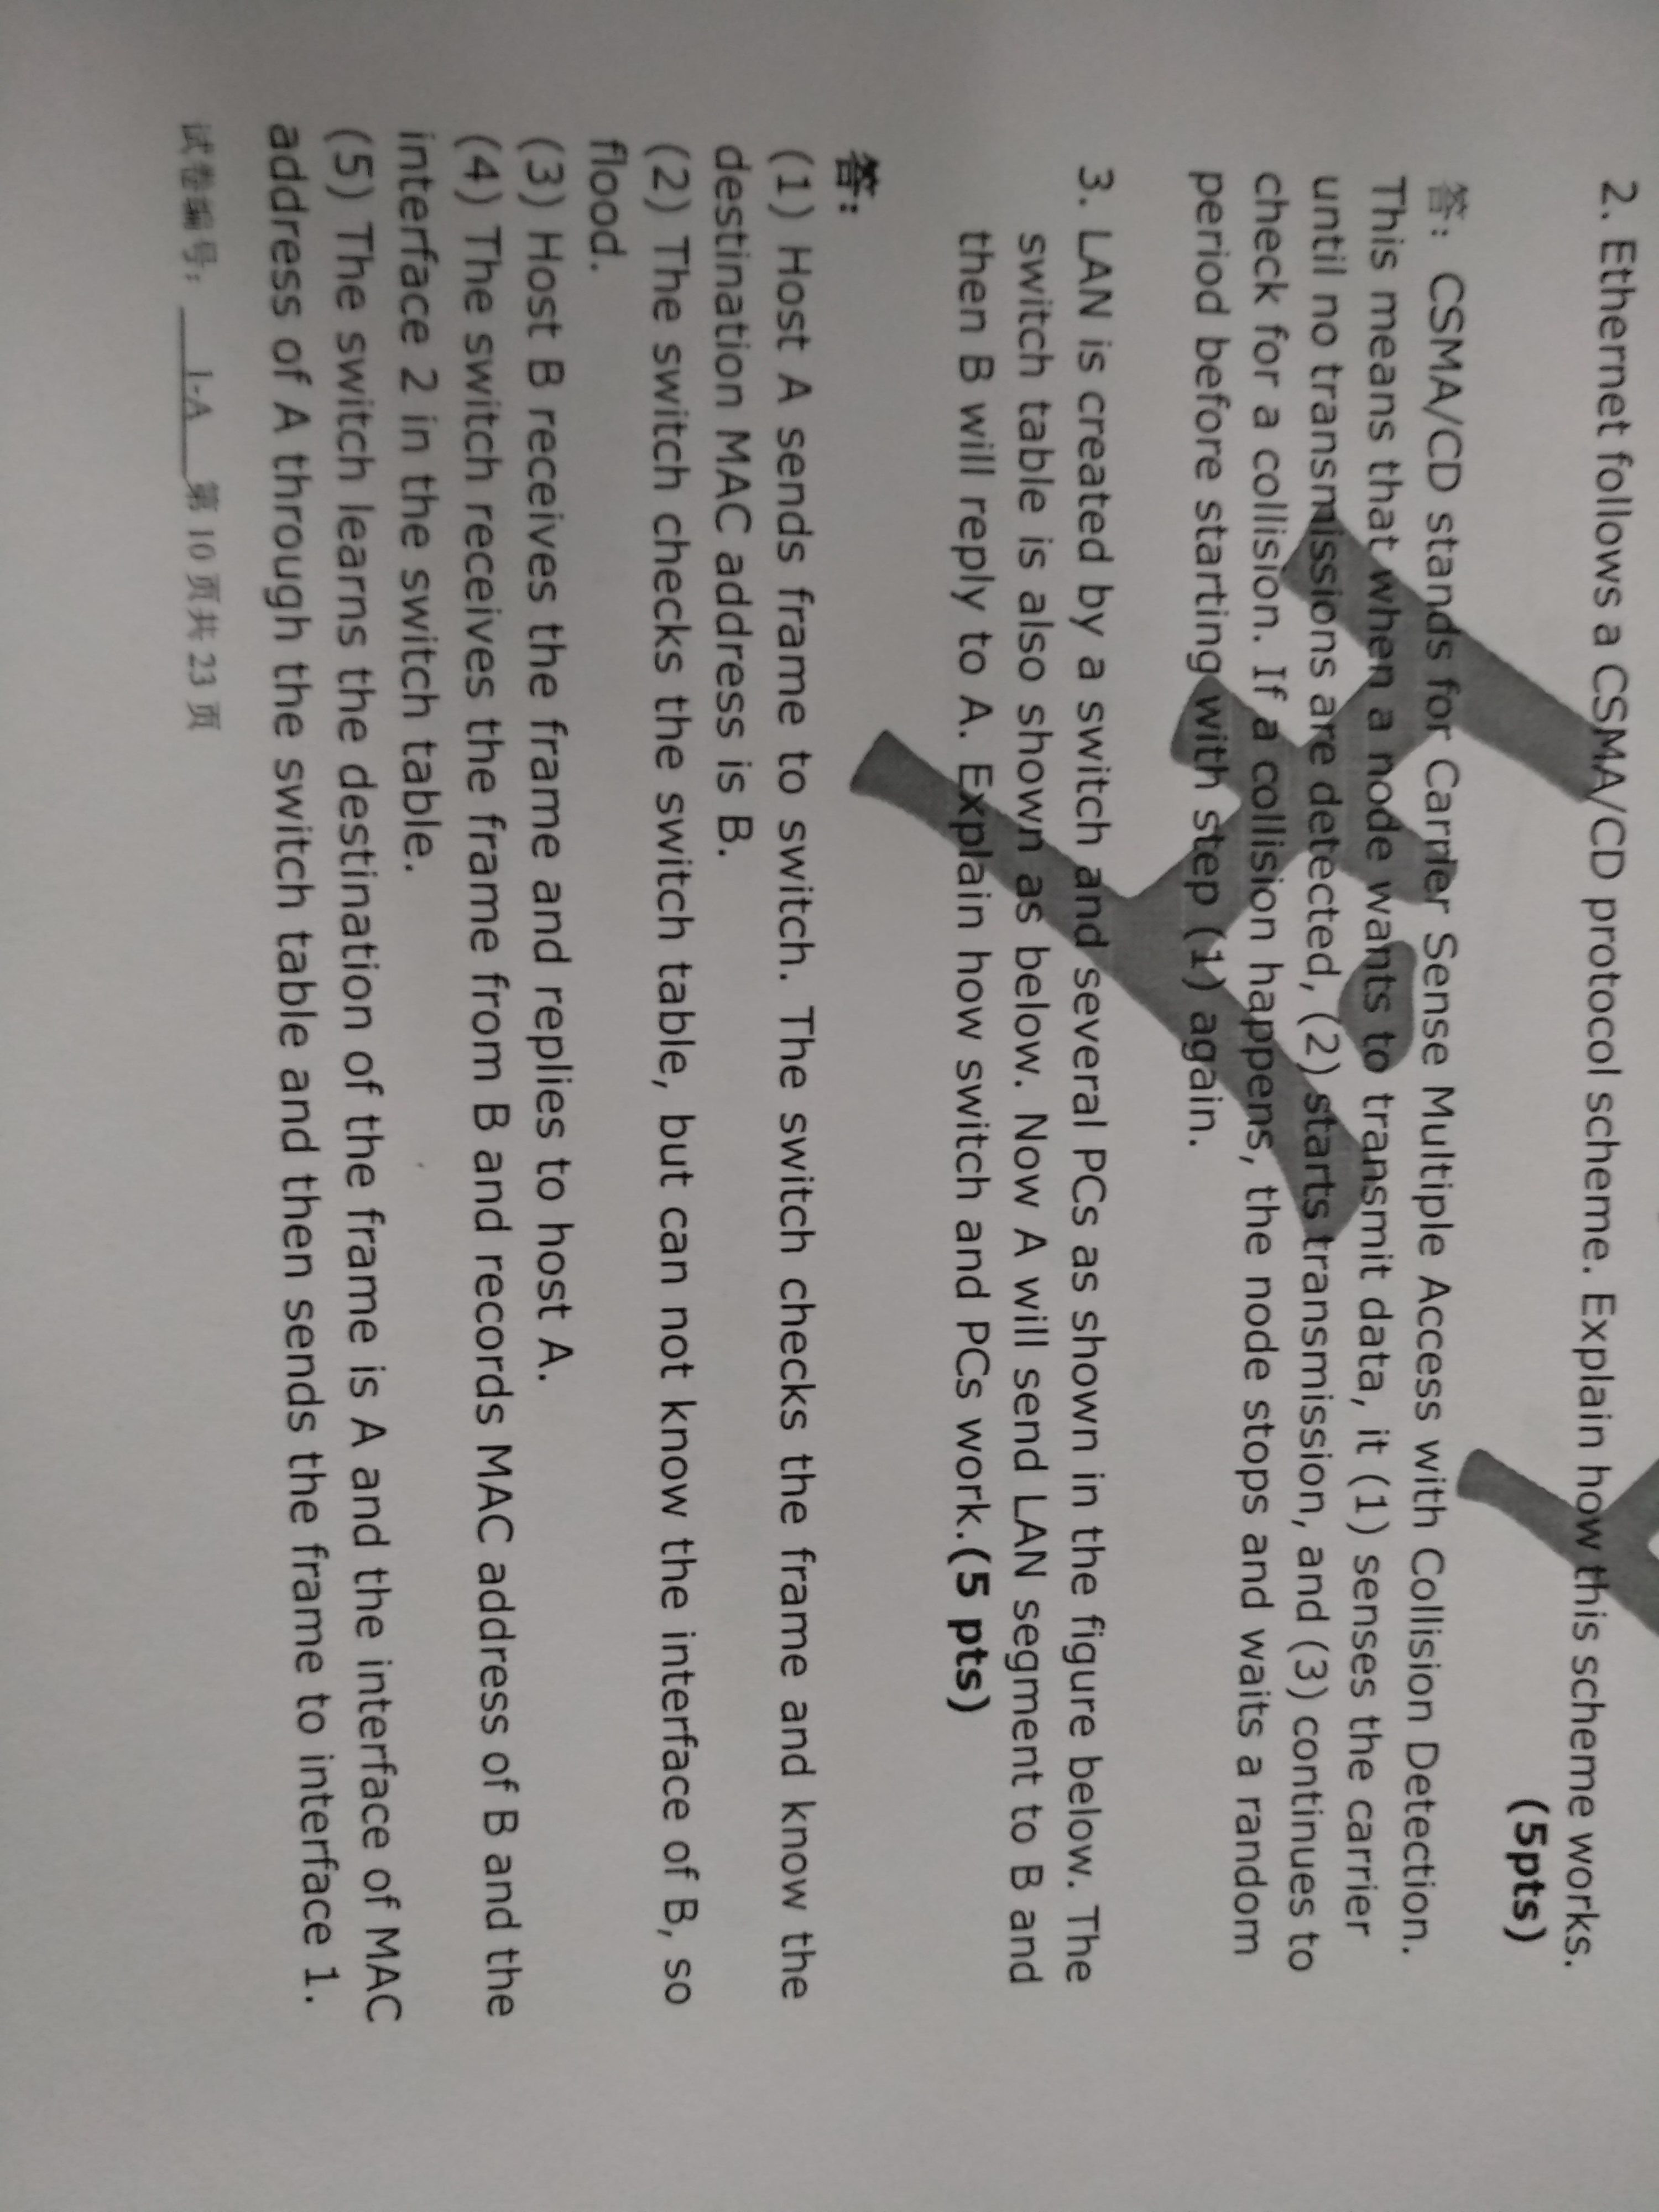 2. Ethernet follows a CSMA/CD protocol scheme. Explain how this scheme works.
(5pts)
答：CSMA/CD stands for Carrier Sense Multiple Access with Collision Detection.
This means that when a node wants to transmit data, it (1) senses the carrier
until no transmissions are detected, (2) starts transmission, and (3) continues to
check for a collision. If a collision happens, the node stops and waits a random
period before starting with step (1) again.
3. LAN is created by a switch and several PCs as shown in the figure below. The
switch table is also shown as below. Now A will send LAN segment to B and
then B will reply to A. Explain how switch and PCs work.(5 pts)
答：
(1) Host A sends frame to switch. The switch checks the frame and know the
destination MAC address is B.
(2) The switch checks the switch table, but can not know the interface of B, so
flood.
(3) Host B receives the frame and replies to host A.
(4) The switch receives the frame from B and records MAC address of B and the
interface 2 in the switch table.
(5) The switch learns the destination of the frame is A and the interface of MAC
address of A through the switch table and then sends the frame to interface 1.
试卷编号： 1-A 第 10 页共 23 页